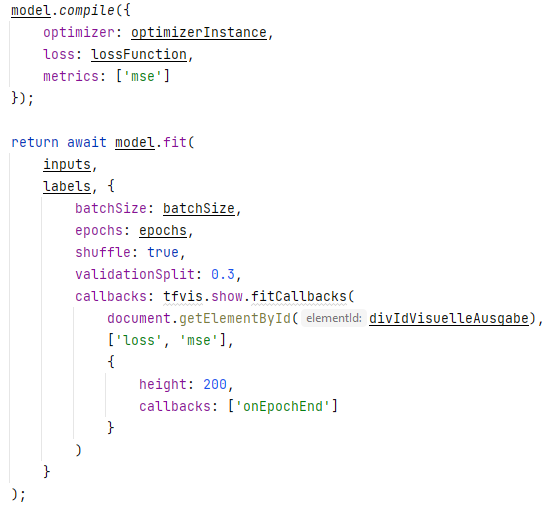 model.compile({
    optimizer: optimizerInstance,
    loss: lossFunction,
    metrics: ['mse']
});

return await model.fit(
    inputs,
    labels, {
        batchSize: batchSize,
        epochs: epochs,
        shuffle: true,
        validationSplit: 0.3,
        callbacks: tfvis.show.fitCallbacks(
            document.getElementById( elementId: divIdVisuelleAusgabe),
            ['loss', 'mse'],
            {
                height: 200,
                callbacks: ['onEpochEnd']
            }
        )
    }
);